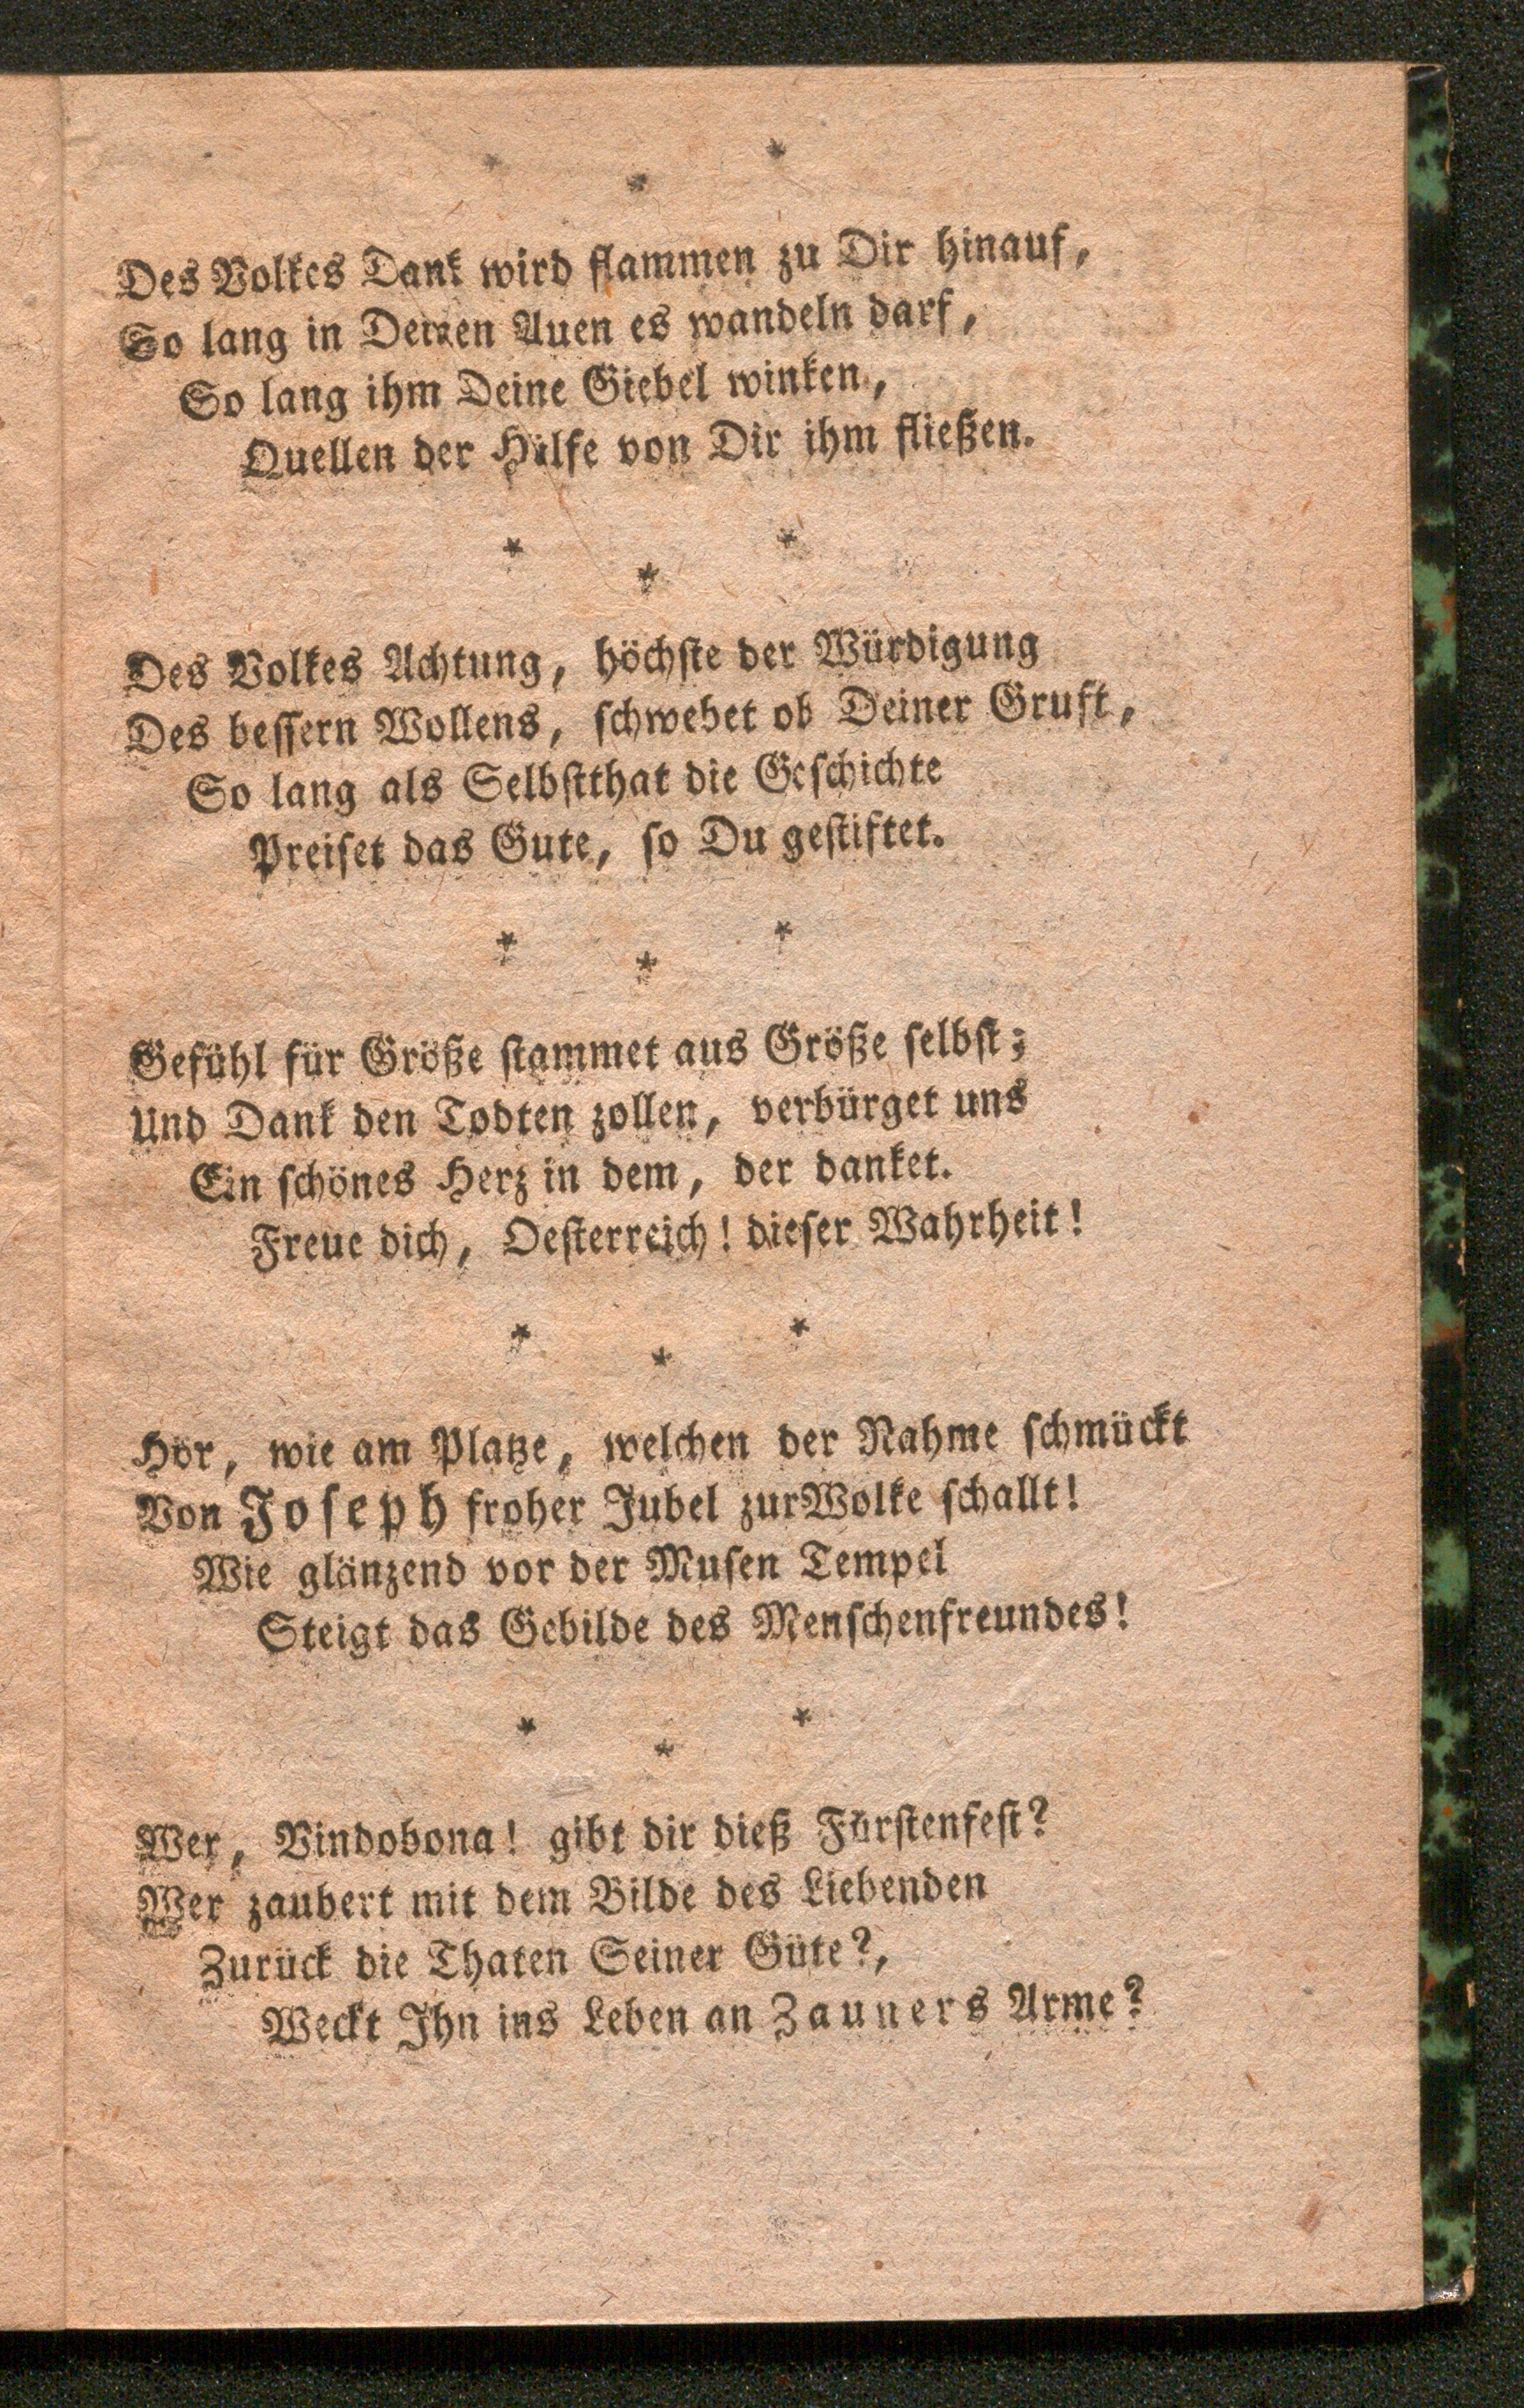 * * *
Des Volkes Dank wird flammen zu Dir hinauf,
So lang in Deinen Auen es wandeln darf,
So lang ihm Deine Giebel winken,
Quellen der Hülfe von Dir ihm fließen.
* * *
Des Volkes Achtung, höchste der Würdigung
Des bessern Wollens, schwebet ob Deiner Gruft,
So lang als Selbstthat die Geschichte
Preiset das Gute, so Du gestiftet.
* * *
Gefühl für Größe stammet aus Größe selbst;
Und Dank den Todten zollen, verbürget uns
Ein schönes Herz in dem, der danket.
Freue dich, Oesterreich! dieser Wahrheit!
* * *
Hör, wie am Platze, welchen der Nahme schmückt
Von Joseph froher Jubel zur Wolke schallt!
Wie glänzend vor der Musen Tempel
Steigt das Gebilde des Menschenfreundes!
* * *
Wer, Vindobona! gibt dir dieß Fürstenfest?
Wer zaubert mit dem Bilde des Liebenden
Zurück die Thaten Seiner Güte?,
Weckt Ihn ins Leben an Zauners Arme?